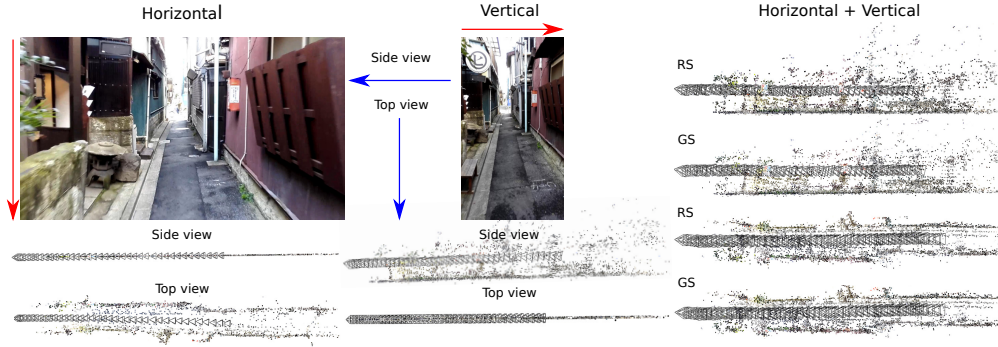 Horizontal
Vertical
Horizontal + Vertical
Side view
Top view
RS
GS
RS
GS
Side view
Top view
Side view
Top view